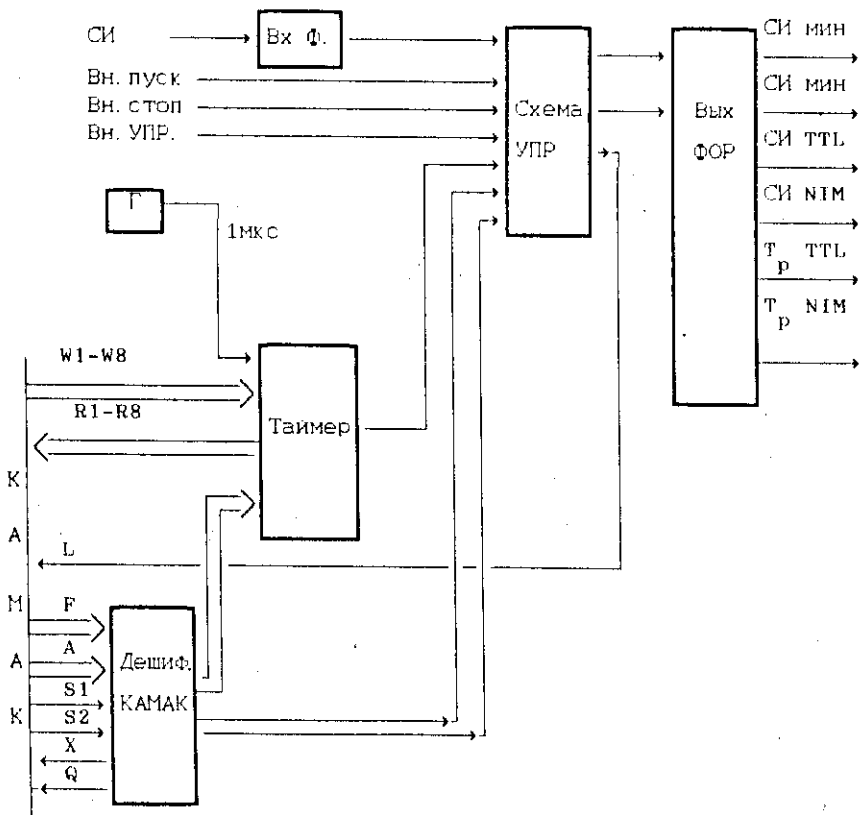 СИ
Вх Ф.
Вн. пуск
Вн. стоп
Вн. УПР.
Схема
УПР
Вых
ФОР
СИ мин
СИ мин
СИ TTL
СИ NIM
Tp TTL
Tp NIM
Г
1мкс
W1-W8
R1-R8
Таймер
К
А
М
А
К
L
F
A
S1
S2
X
Q
Дешиф.
КАМАК